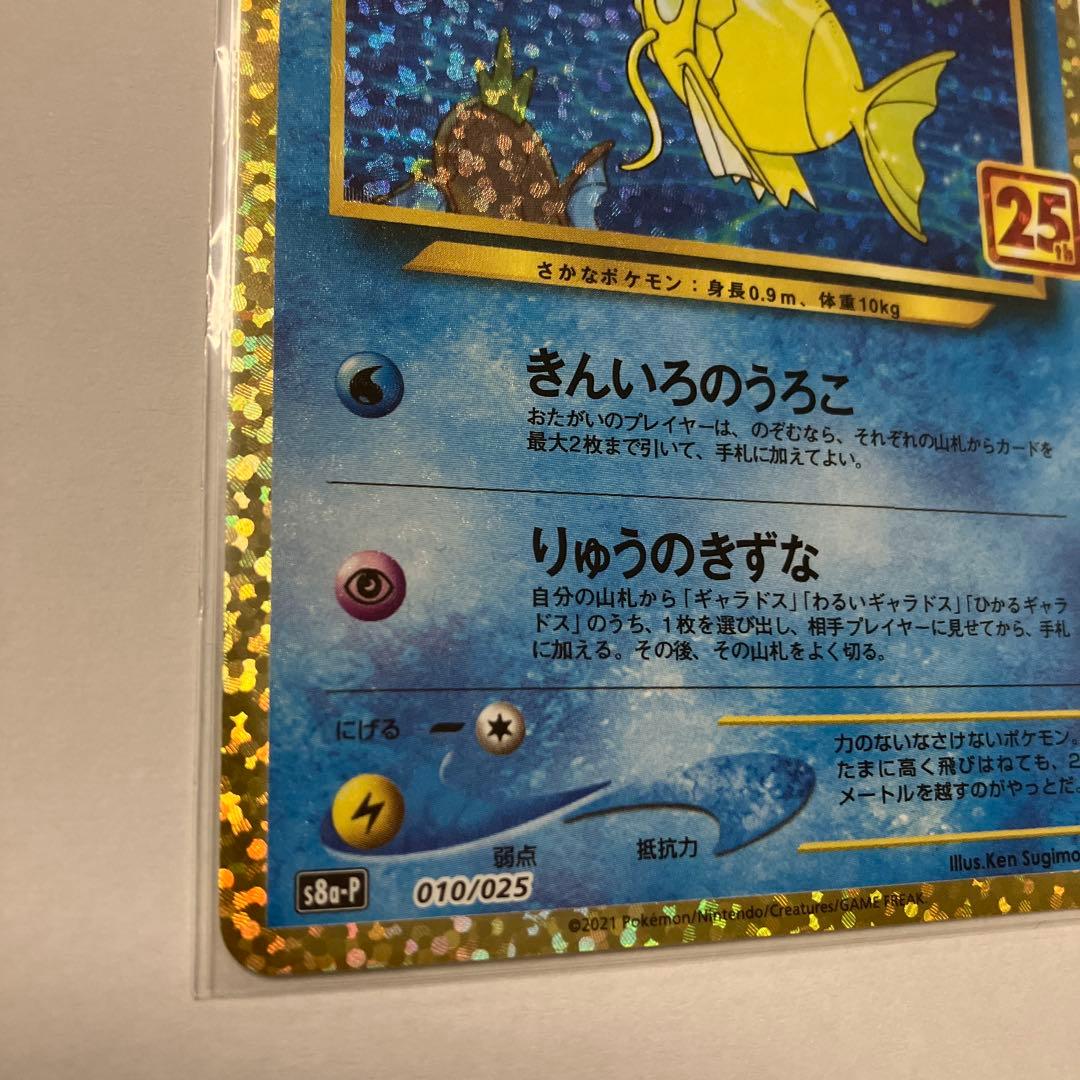 25th
さかなポケモン：身長0.9m、体重10kg
きんいろのうろこ
おたがいのプレイヤーは、のぞむなら、それぞれの山札からカードを
最大2枚まで引いて、手札に加えてよい。
りゅうのきずな
自分の山札から「ギャラドス」「わるいギャラドス」「ひかるギャラ
ドス」のうち、1枚を選び出し、相手プレイヤーに見せてから、手札
に加える。その後、その山札をよく切る。
にげる
力のないなさけないポケモン。
たまに高く飛びはねても、2
メートルを越すのがやっとだ。
弱点
抵抗力
Illus.Ken Sugimo
s8a-P
010/025
©2021 Pokémon/Nintendo/Creatures/GAME FREAK.